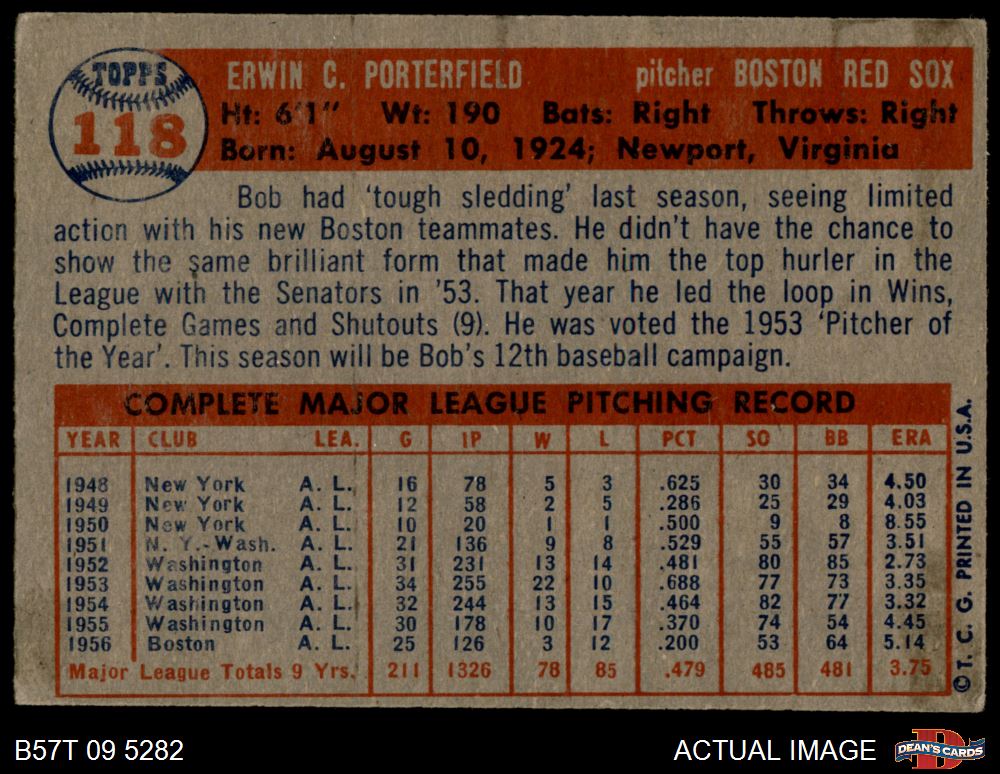 TOPPS
118
ERWIN C. PORTERFIELD pitcher BOSTON RED SOX
Ht: 6'1" Wt: 190 Bats: Right Throws: Right
Born: August 10, 1924; Newport, Virginia
Bob had 'tough sledding' last season, seeing limited
action with his new Boston teammates. He didn't have the chance to
show the same brilliant form that made him the top hurler in the
League with the Senators in '53. That year he led the loop in Wins,
Complete Games and Shutouts (9). He was voted the 1953 'Pitcher of
the Year'. This season will be Bob's 12th baseball campaign.
COMPLETE MAJOR LEAGUE PITCHING RECORD
YEAR CLUB LEA. G IP W L PCT SO BB ERA
1948 New York A. L. 16 78 5 3 .625 30 34 4.50
1949 New York A. L. 12 58 2 5 .286 25 29 4.03
1950 New York A. L. 10 20 1 1 .500 9 8 8.55
1951 N. Y.-Wash. A. L. 21 136 9 8 .529 55 57 3.51
1952 Washington A. L. 31 231 13 14 .481 80 85 2.73
1953 Washington A. L. 34 255 22 10 .688 77 73 3.35
1954 Washington A. L. 32 244 13 15 .464 82 77 3.32
1955 Washington A. L. 30 178 10 17 .370 74 54 4.45
1956 Boston A. L. 25 126 3 12 .200 53 64 5.14
Major League Totals 9 Yrs. 211 1326 78 85 .479 485 481 3.75
©T. C. G. PRINTED IN U.S.A.
B57T 09 5282
ACTUAL IMAGE
D
DEAN'S CARDS